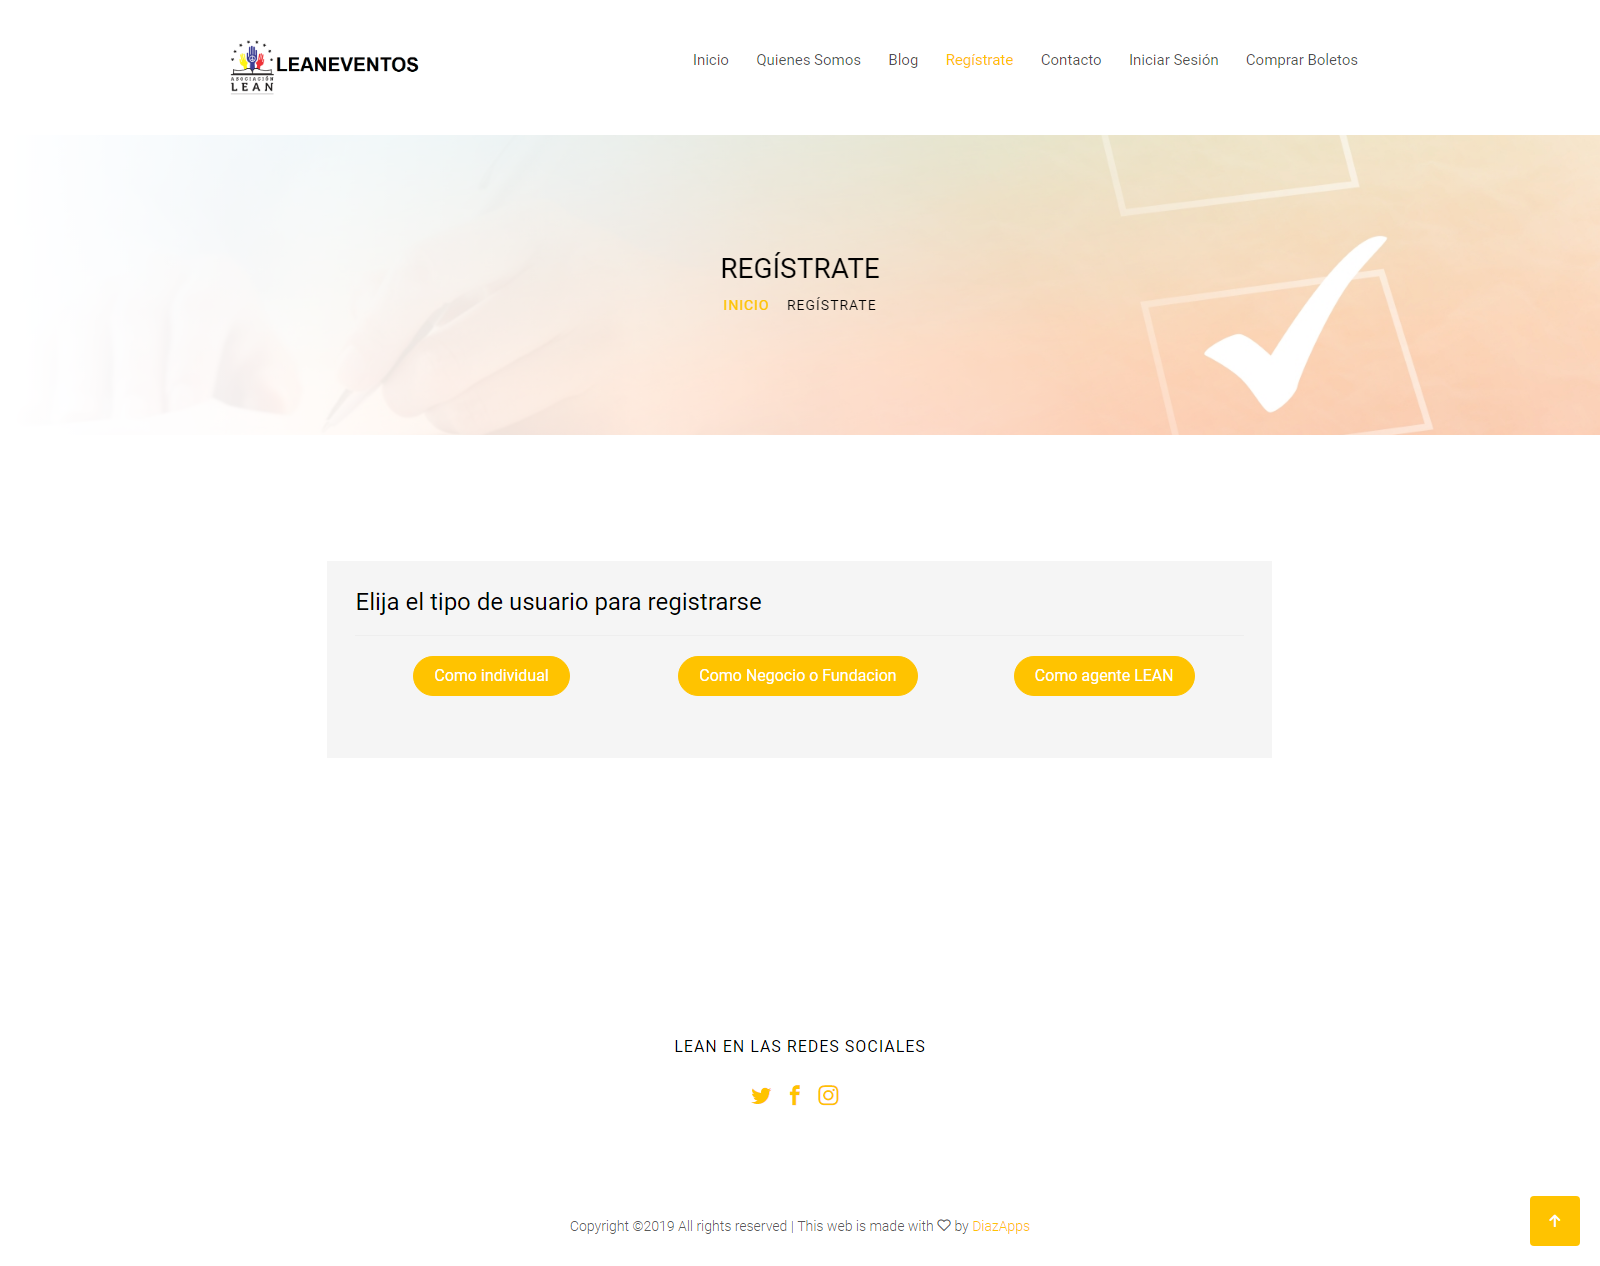 ASOCIACIÓN
LEAN
LEANEVENTOS
Inicio Quienes Somos Blog Regístrate Contacto Iniciar Sesión Comprar Boletos
REGÍSTRATE
INICIO REGÍSTRATE
Elija el tipo de usuario para registrarse
Como individual Como Negocio o Fundacion Como agente LEAN
LEAN EN LAS REDES SOCIALES
Copyright ©2019 All rights reserved | This web is made with ♡ by DiazApps